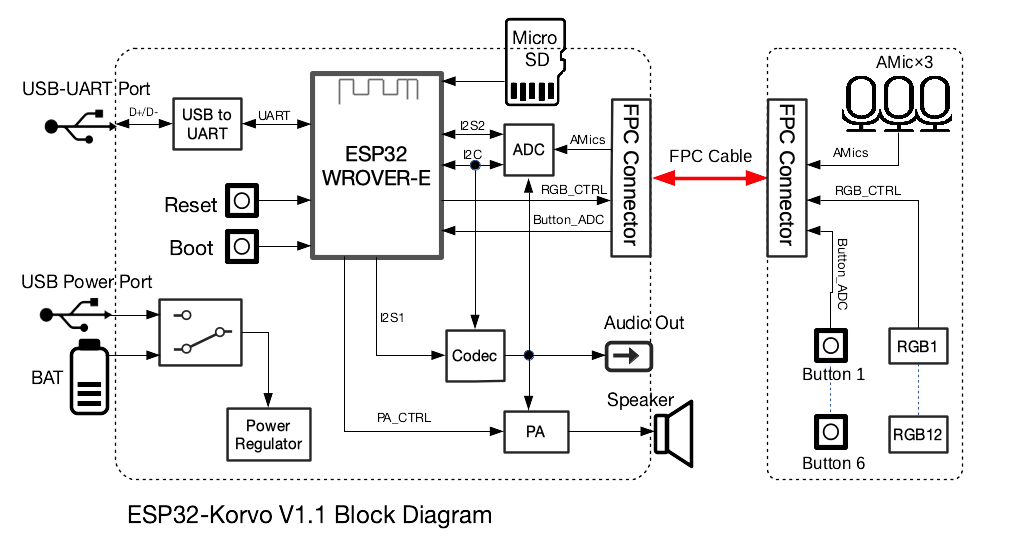 Micro
SD
AMic×3
USB-UART Port
D+/D-
USB to
UART
UART
ESP32
WROVER-E
I2S2
I2C
ADC
AMics
FPC Connector
FPC Cable
FPC Connector
AMics
RGB_CTRL
RGB_CTRL
Button_ADC
Button_ADC
Reset
Boot
USB Power Port
BAT
Power
Regulator
I2S1
Codec
Audio Out
PA_CTRL
PA
Speaker
Button 1
RGB1
Button 6
RGB12
ESP32-Korvo V1.1 Block Diagram